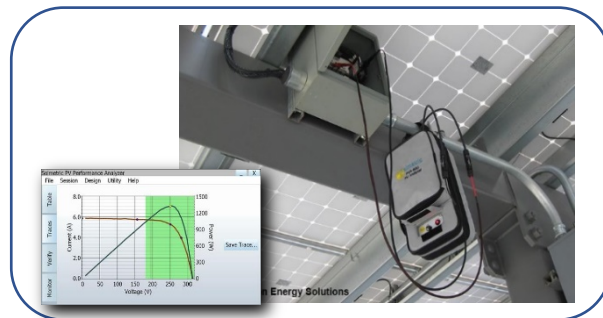 Solmetric PV Performance Analyzer
File Session Design Utility Help
Table
Traces
Verify
Monitor
8.0
6.0
4.0
2.0
0.0
Current (A)
1500
1200
900
600
300
0
Power (W)
0 50 100 150 200 250 300
Voltage (V)
Save Trace...
n Energy Solutions